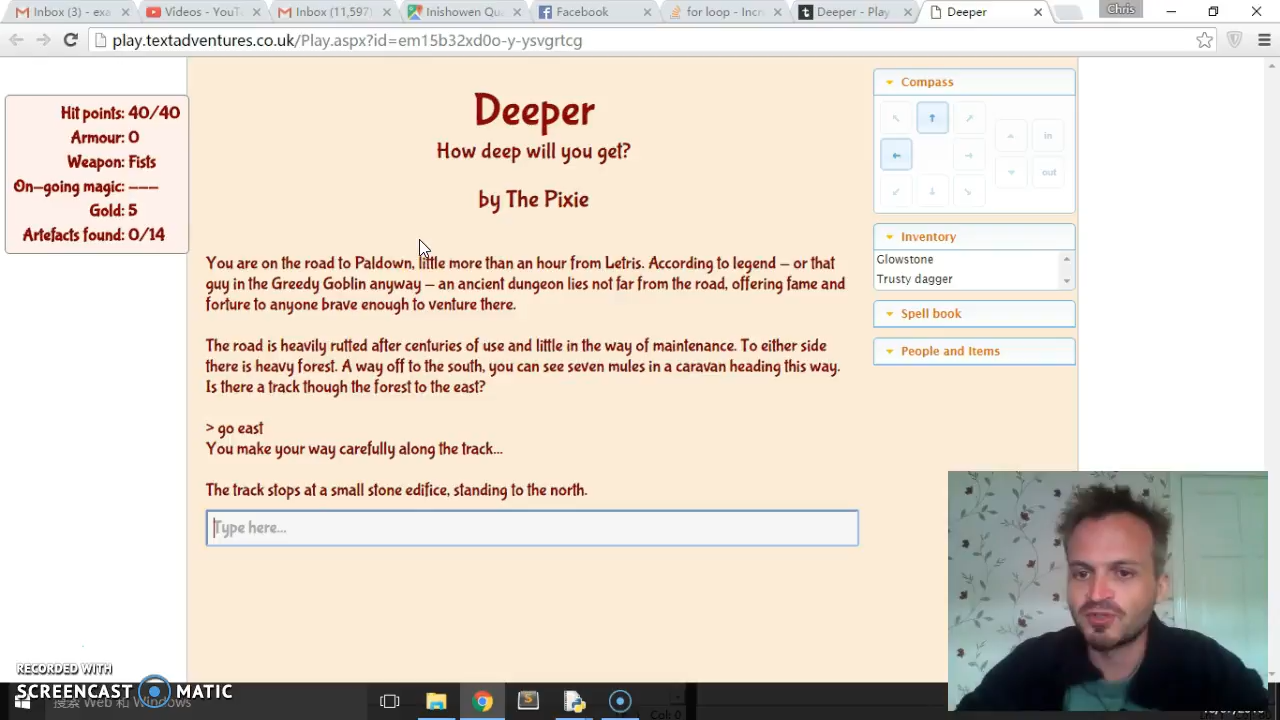 Inbox (3) - exa
Videos - YouT
Inbox (11,597)
Inishowen Qu
Facebook
for loop - Incr
Deeper - Play
Deeper
Chris
play.textadventures.co.uk/Play.aspx?id=em15b32xd0o-y-ysvgrtcg
Hit points: 40/40
Armour: 0
Weapon: Fists
On-going magic: ---
Gold: 5
Artefacts found: 0/14
Deeper
How deep will you get?
by The Pixie
You are on the road to Paldown, little more than an hour from Letris. According to legend – or that
guy in the Greedy Goblin anyway – an ancient dungeon lies not far from the road, offering fame and
forture to anyone brave enough to venture there.
The road is heavily rutted after centuries of use and little in the way of maintenance. To either side
there is heavy forest. A way off to the south, you can see seven mules in a caravan heading this way.
Is there a track though the forest to the east?
> go east
You make your way carefully along the track...
The track stops at a small stone edifice, standing to the north.
Type here...
Compass
in
out
Inventory
Glowstone
Trusty dagger
Spell book
People and Items
RECORDED WITH
SCREENCAST MATIC
搜索 Web 和 Windows